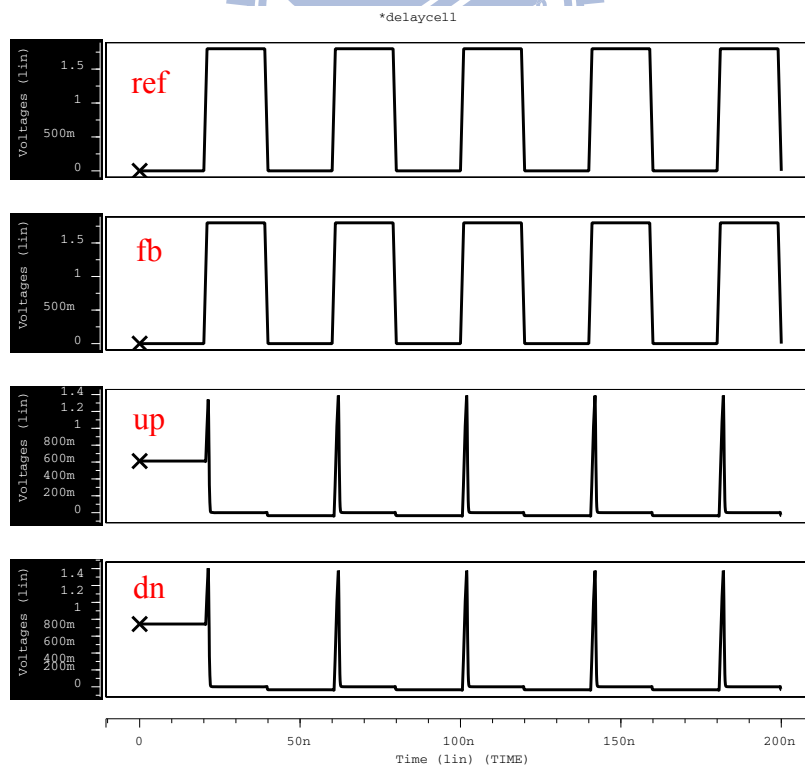 *delaycell
Voltages (lin)
1.5
1
500m
0
ref
Voltages (lin)
1.5
1
500m
0
fb
Voltages (lin)
1.4
1.2
1
800m
600m
400m
200m
0
up
Voltages (lin)
1.4
1.2
1
800m
600m
400m
200m
0
dn
0 50n 100n 150n 200n
Time (lin) (TIME)